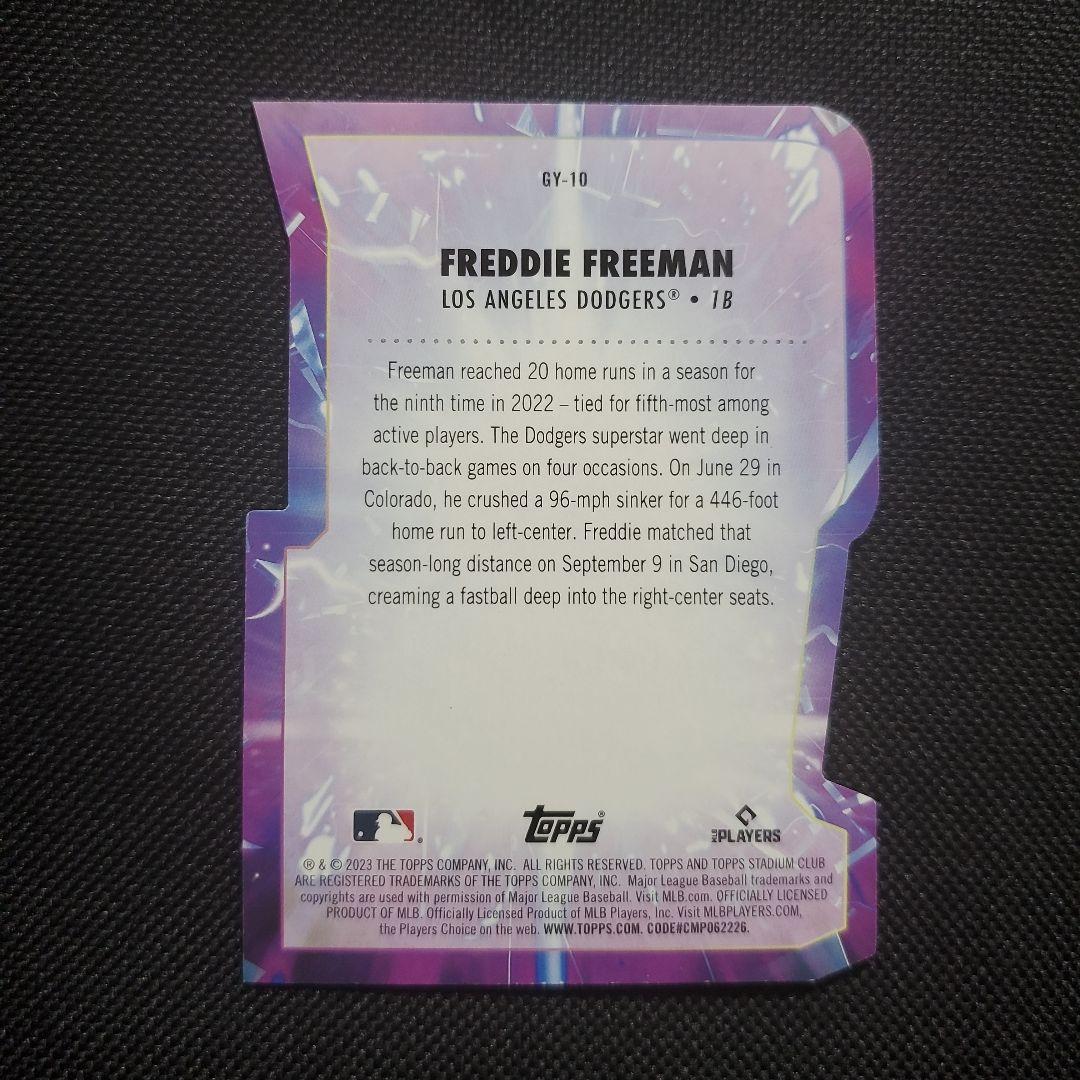 GY-10
FREDDIE FREEMAN
LOS ANGELES DODGERS® • 1B
Freeman reached 20 home runs in a season for
the ninth time in 2022 – tied for fifth-most among
active players. The Dodgers superstar went deep in
back-to-back games on four occasions. On June 29 in
Colorado, he crushed a 96-mph sinker for a 446-foot
home run to left-center. Freddie matched that
season-long distance on September 9 in San Diego,
creaming a fastball deep into the right-center seats.
® Topps® MLB PLAYERS
® & © 2023 THE TOPPS COMPANY, INC. ALL RIGHTS RESERVED. TOPPS AND TOPPS STADIUM CLUB
ARE REGISTERED TRADEMARKS OF THE TOPPS COMPANY, INC. Major League Baseball trademarks and
copyrights are used with permission of Major League Baseball. Visit MLB.com. OFFICIALLY LICENSED
PRODUCT OF MLB. Officially Licensed Product of MLB Players, Inc. Visit MLBPLAYERS.COM,
the Players Choice on the web. WWW.TOPPS.COM. CODE#CMP062226.